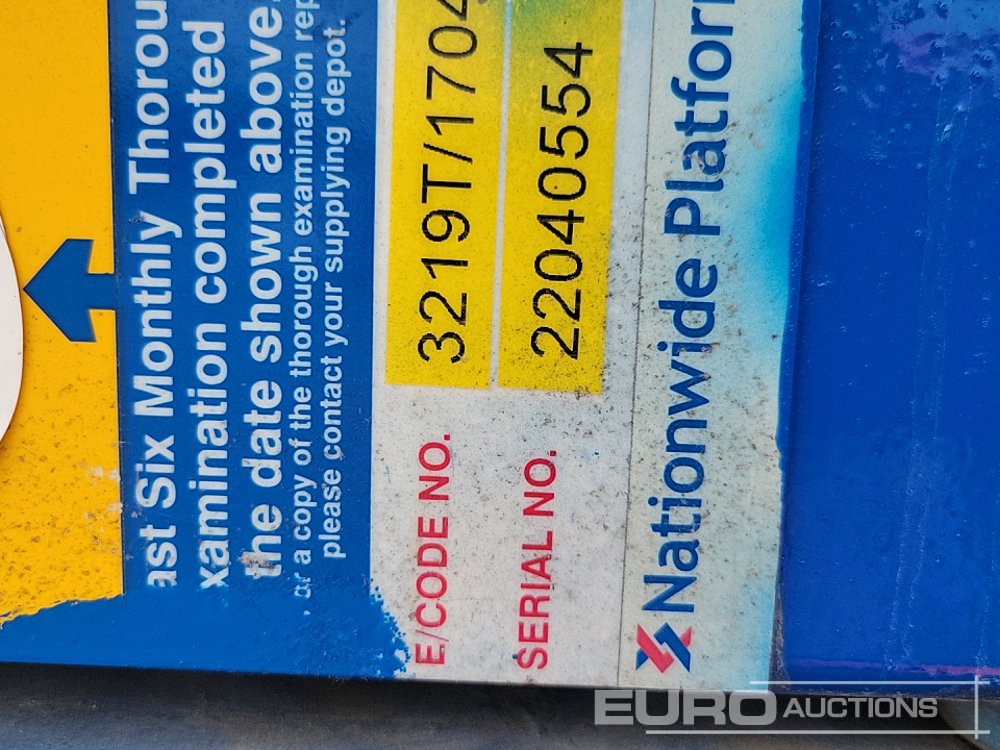 ast Six Monthly Thorou
xamination completed
the date shown above.
or a copy of the thorough examination rep
please contact your supplying depot.
E/CODE NO. 3219T/1704
SERIAL NO. 22040554
Nationwide Platfor
EURO AUCTIONS